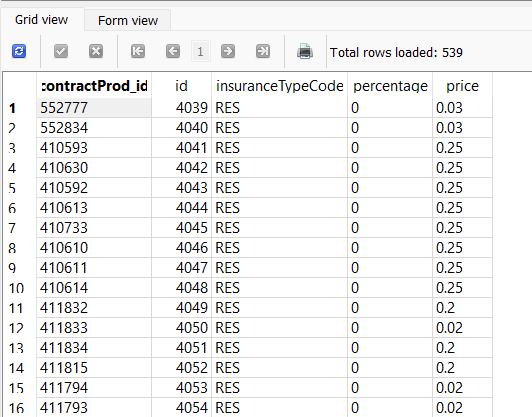 Grid view Form view
1 Total rows loaded: 539
contractProd_id id insuranceTypeCode percentage price
1 552777 4039 RES 0 0.03
2 552834 4040 RES 0 0.03
3 410593 4041 RES 0 0.25
4 410630 4042 RES 0 0.25
5 410592 4043 RES 0 0.25
6 410613 4044 RES 0 0.25
7 410733 4045 RES 0 0.25
8 410610 4046 RES 0 0.25
9 410611 4047 RES 0 0.25
10 410614 4048 RES 0 0.25
11 411832 4049 RES 0 0.2
12 411833 4050 RES 0 0.02
13 411834 4051 RES 0 0.2
14 411815 4052 RES 0 0.2
15 411794 4053 RES 0 0.02
16 411793 4054 RES 0 0.02